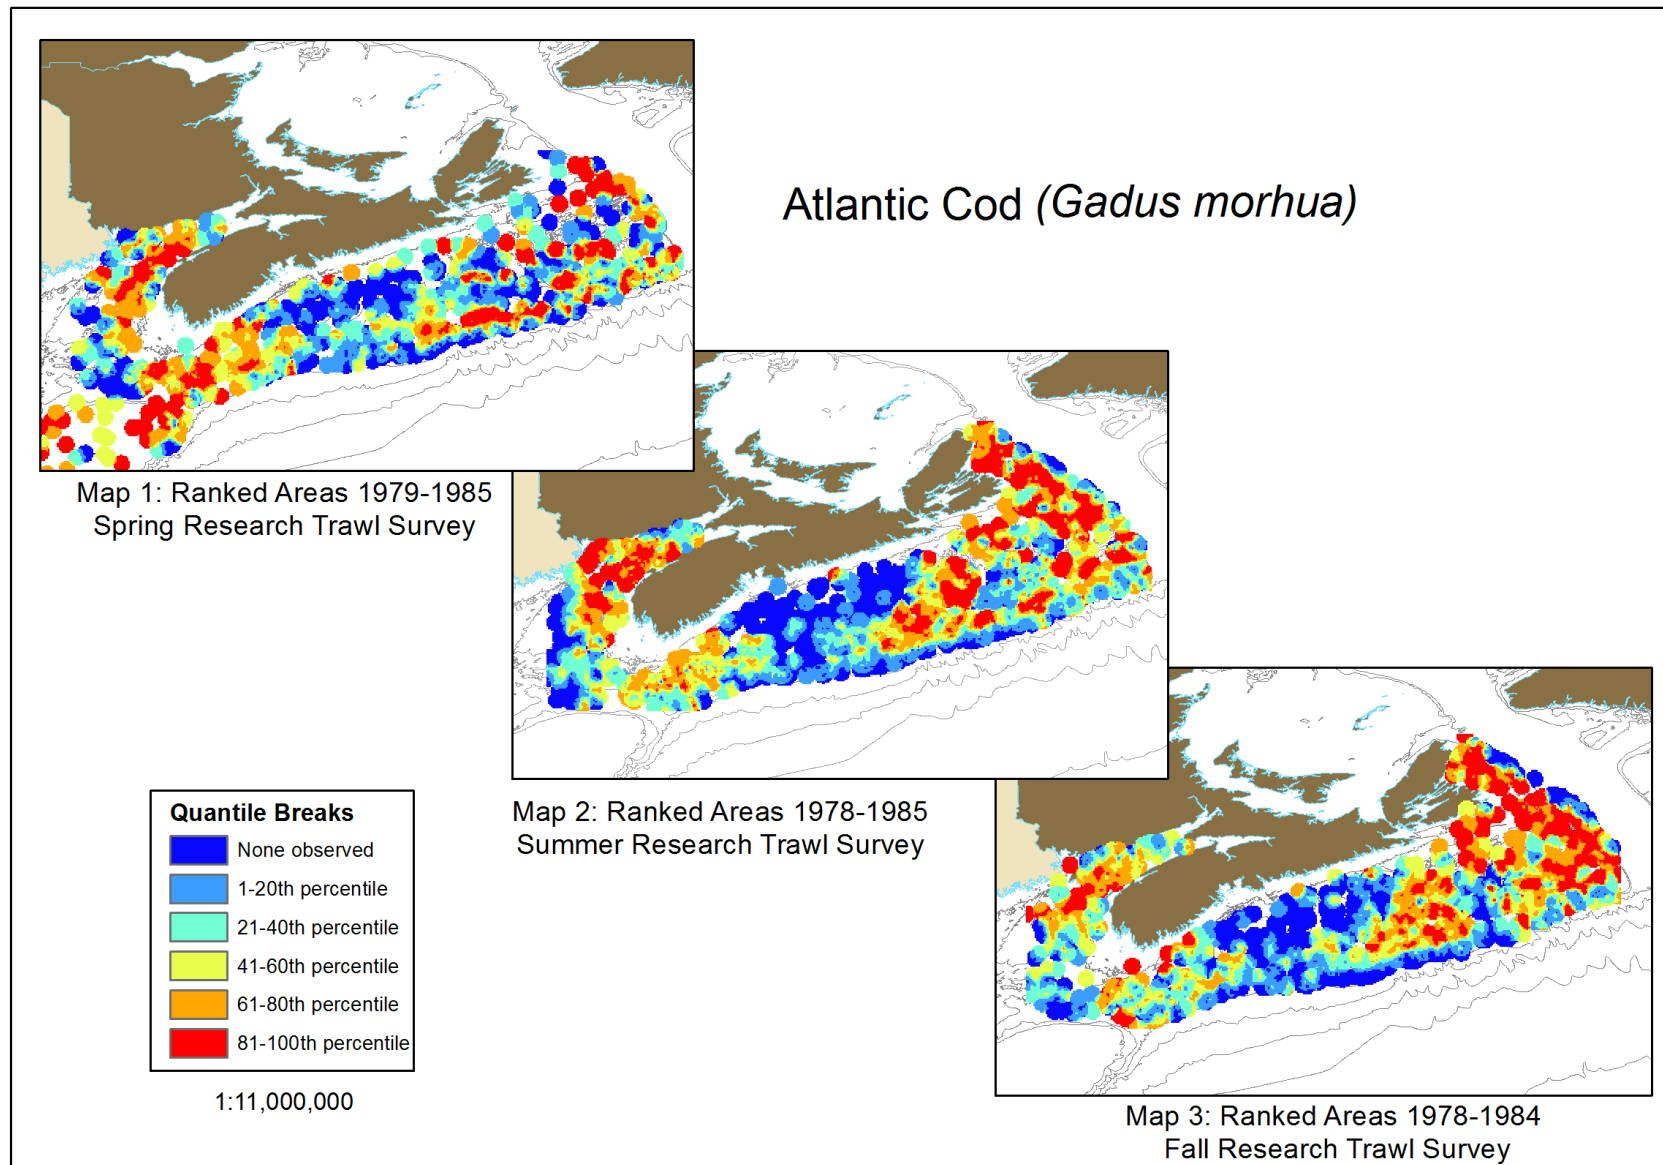 Atlantic Cod (Gadus morhua)
Map 1: Ranked Areas 1979-1985
Spring Research Trawl Survey
Map 2: Ranked Areas 1978-1985
Summer Research Trawl Survey
Quantile Breaks
None observed
1-20th percentile
21-40th percentile
41-60th percentile
61-80th percentile
81-100th percentile
1:11,000,000
Map 3: Ranked Areas 1978-1984
Fall Research Trawl Survey